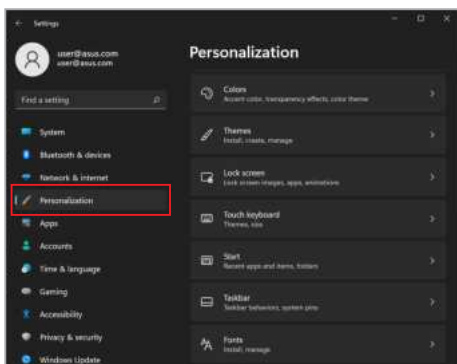 Settings
user@asus.com
user@asus.com
Find a setting
System
Bluetooth & devices
Network & internet
Personalization
Apps
Accounts
Time & language
Gaming
Accessibility
Privacy & security
Windows Update
Personalization
Colors
Accent color, transparency effects, color theme
Themes
Install, create, manage
Lock screen
Lock screen images, apps, animations
Touch keyboard
Themes, size
Start
Recent apps and items, folders
Taskbar
Taskbar behaviors, system pins
Fonts
Install, manage